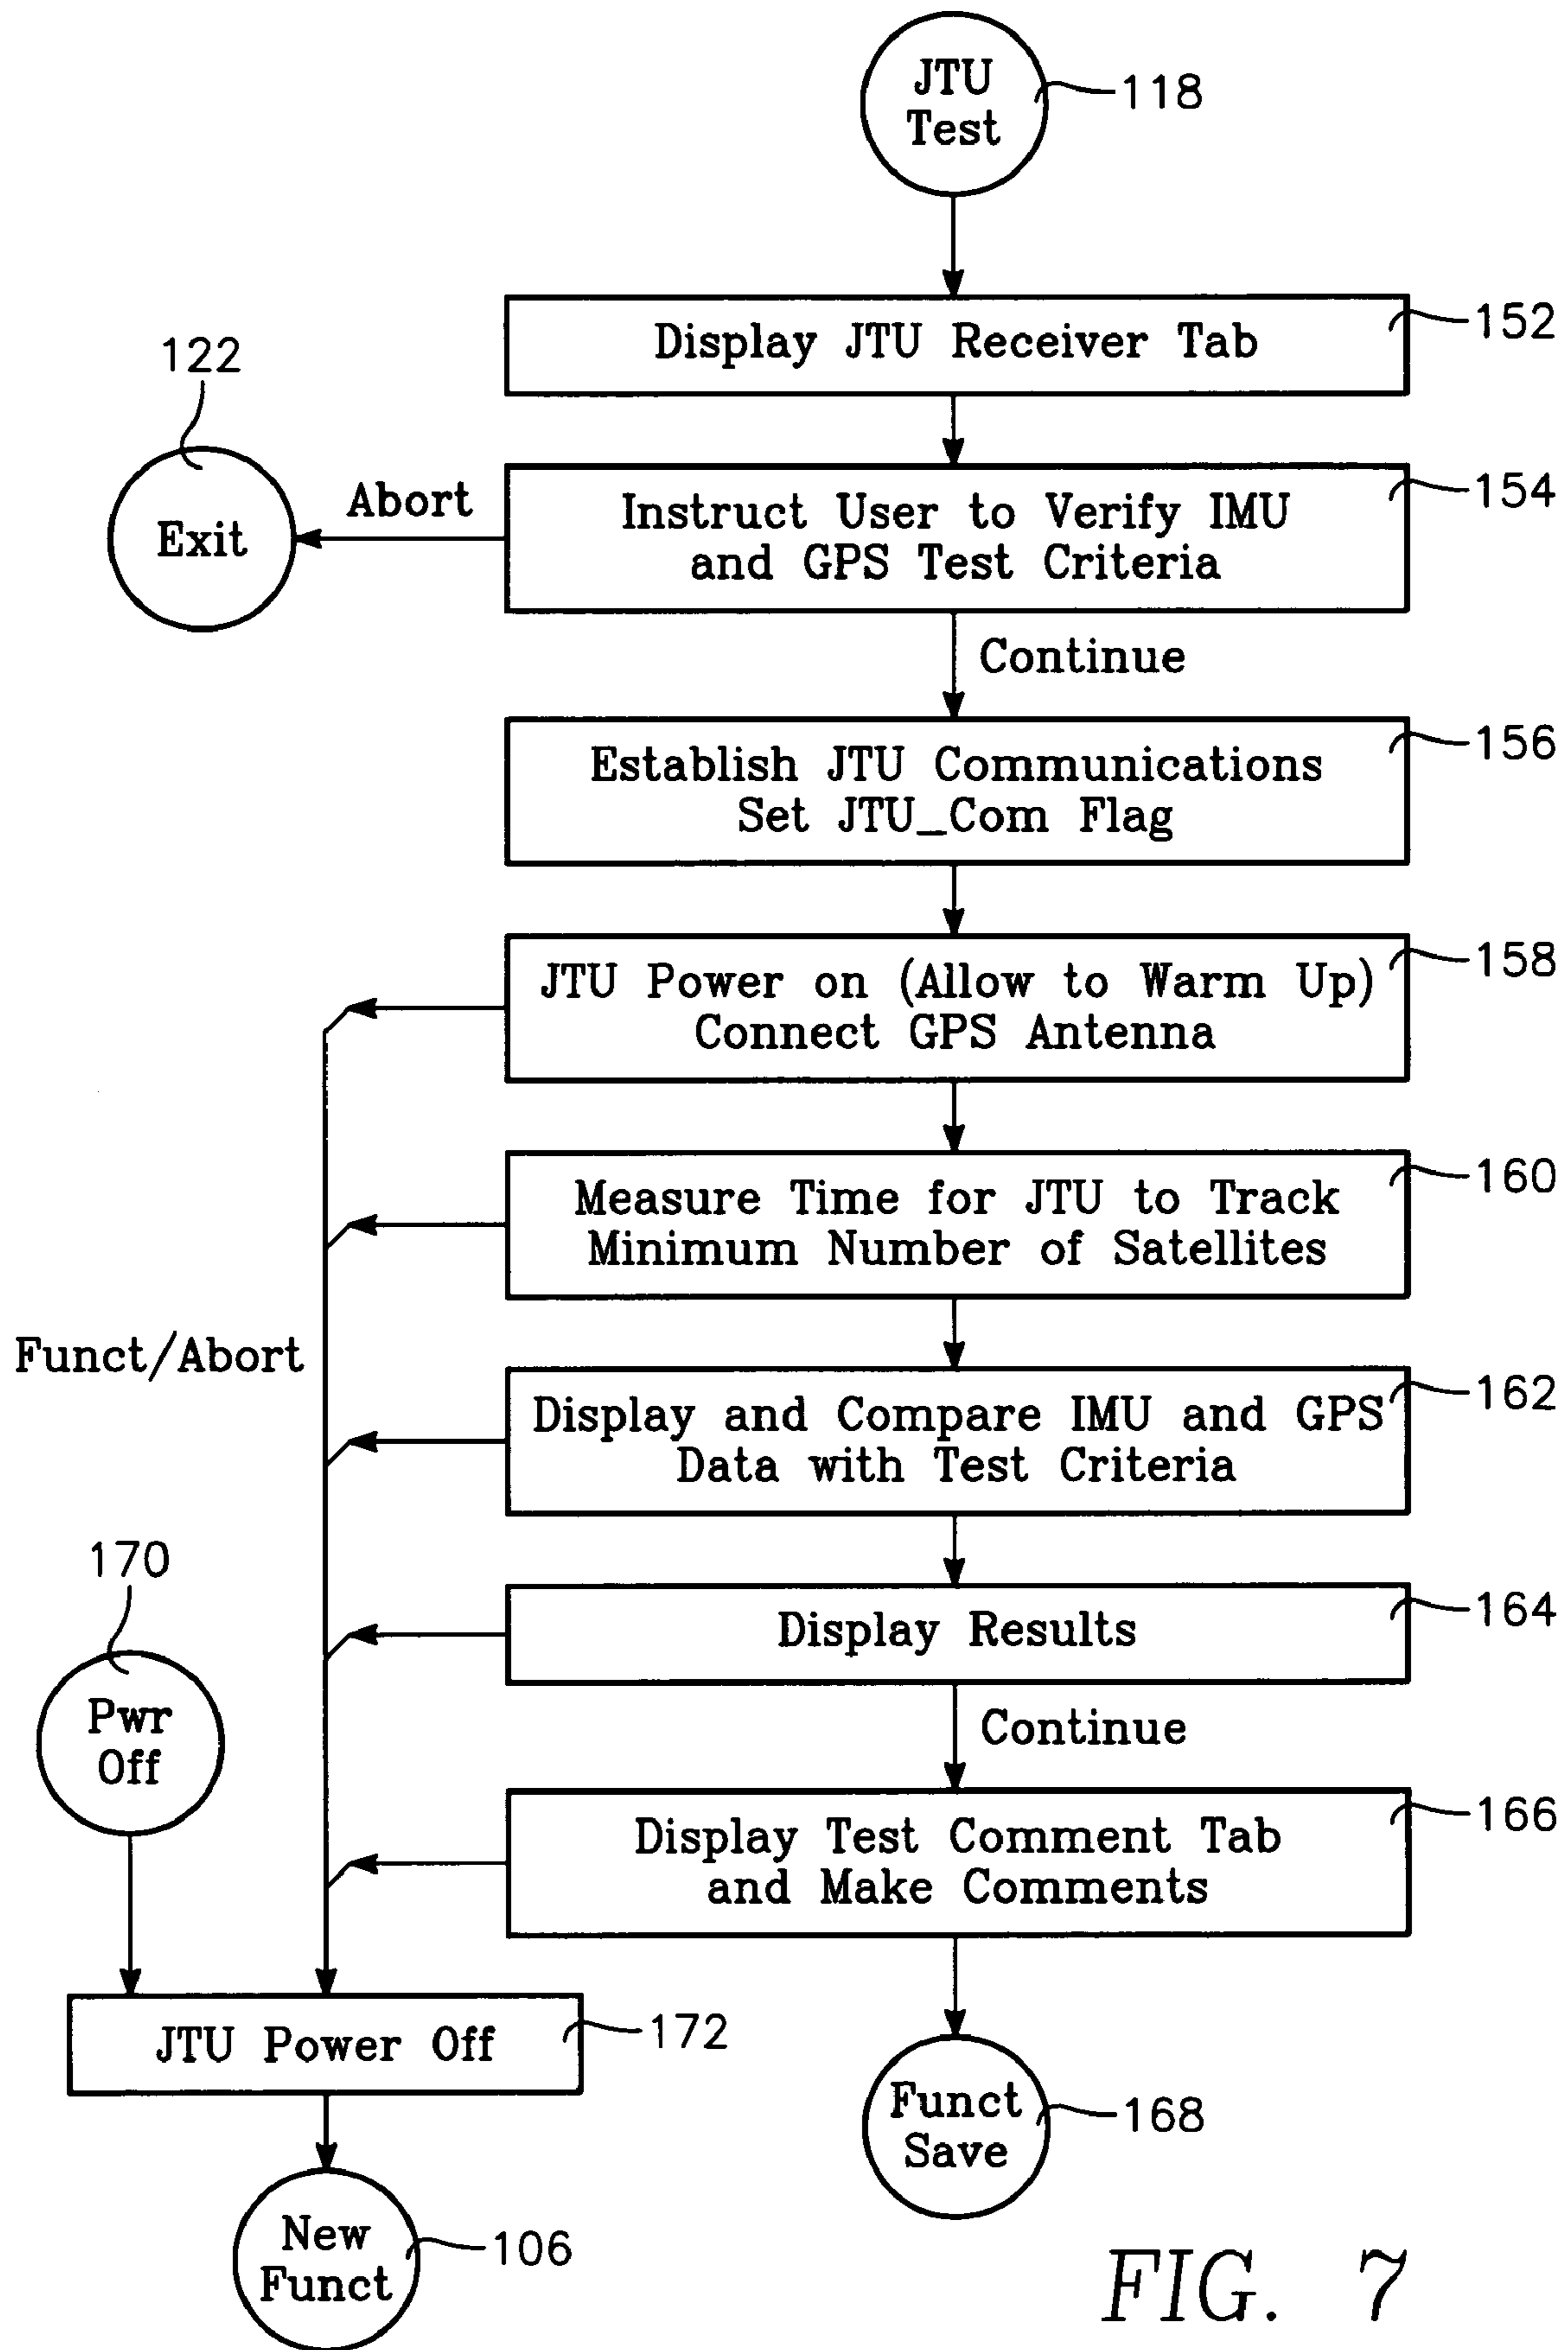 JTU
Test
118
Display JTU Receiver Tab
152
122
Exit
Abort
Instruct User to Verify IMU
and GPS Test Criteria
154
Continue
Establish JTU Communications
Set JTU_Com Flag
156
JTU Power on (Allow to Warm Up)
Connect GPS Antenna
158
Measure Time for JTU to Track
Minimum Number of Satellites
160
Funct/Abort
Display and Compare IMU and GPS
Data with Test Criteria
162
Display Results
164
170
Pwr
Off
Continue
Display Test Comment Tab
and Make Comments
166
JTU Power Off
172
Funct
Save
168
New
Funct
106
FIG. 7